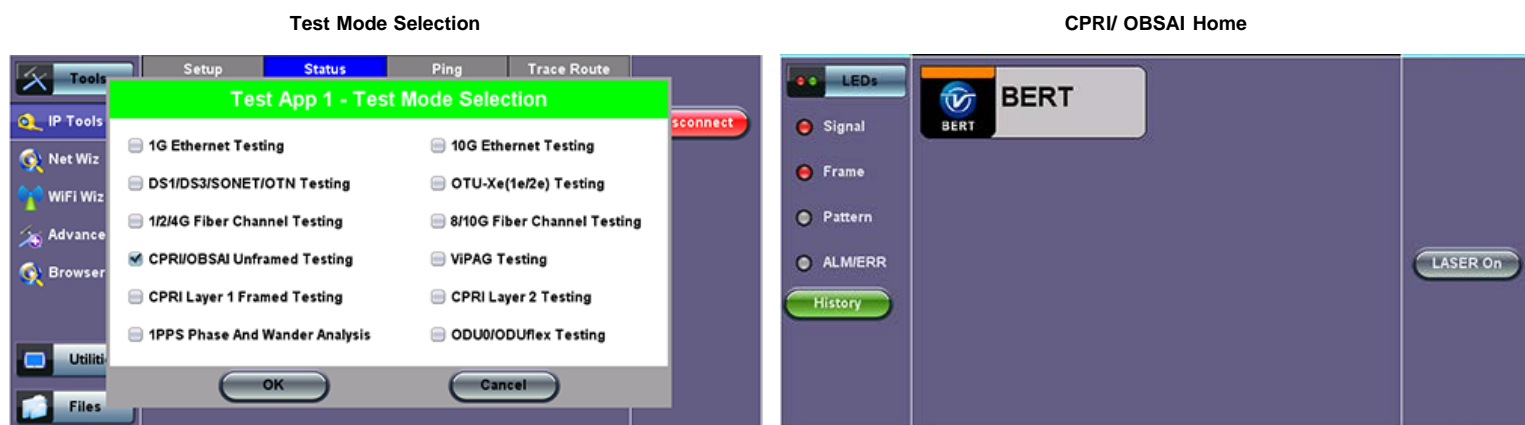 Test Mode Selection
CPRI/ OBSAI Home
Tools
Setup
Status
Ping
Trace Route
Test App 1 - Test Mode Selection
IP Tools
sconnect
Net Wiz
WiFi Wiz
Advance
Browser
1G Ethernet Testing
10G Ethernet Testing
DS1/DS3/SONET/OTN Testing
OTU-Xe(1e/2e) Testing
1/2/4G Fiber Channel Testing
8/10G Fiber Channel Testing
CPRI/OBSAI Unframed Testing
ViPAG Testing
CPRI Layer 1 Framed Testing
CPRI Layer 2 Testing
1PPS Phase And Wander Analysis
ODU0/ODUflex Testing
Utiliti
Files
OK
Cancel
LEDs
Signal
Frame
Pattern
ALM/ERR
History
BERT
BERT
LASER On